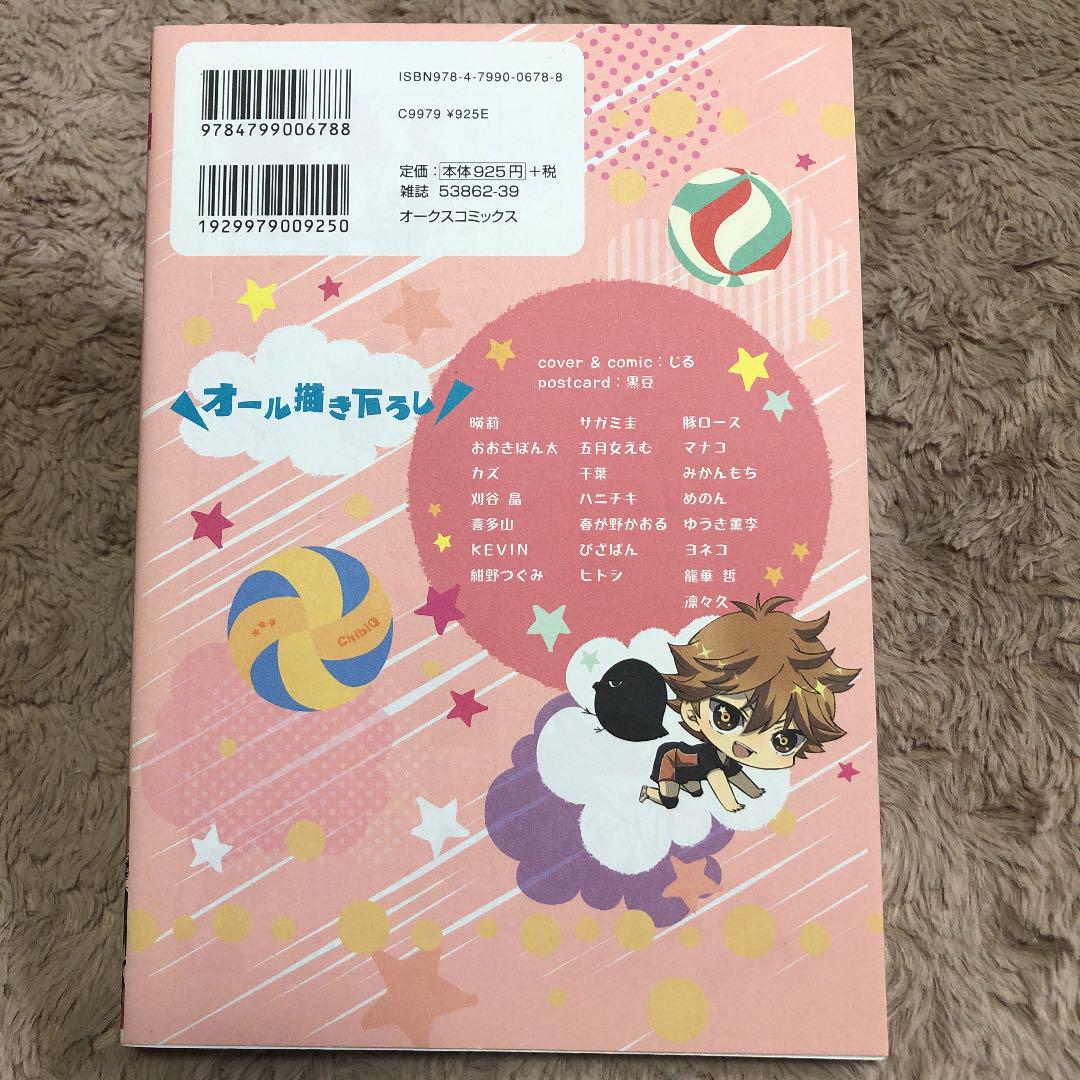 ISBN978-4-7990-0678-8
9784799006788
C9979 ¥925E
定価：本体925円+税
雑誌 53862-39
1929979009250
オークスコミックス
cover & comic：じる
postcard：黒豆
オール描き下ろし
暎莉
おおきぼん太
カズ
刈谷 晶
喜多山
KEVIN
紺野つぐみ
サガミ圭
五月女えむ
千葉
ハニチキ
春が野かおる
びざぱん
ヒトシ
豚ロース
マナコ
みかんもち
めのん
ゆうき薫李
ヨネコ
龍華 哲
凛々久
ChibiQ